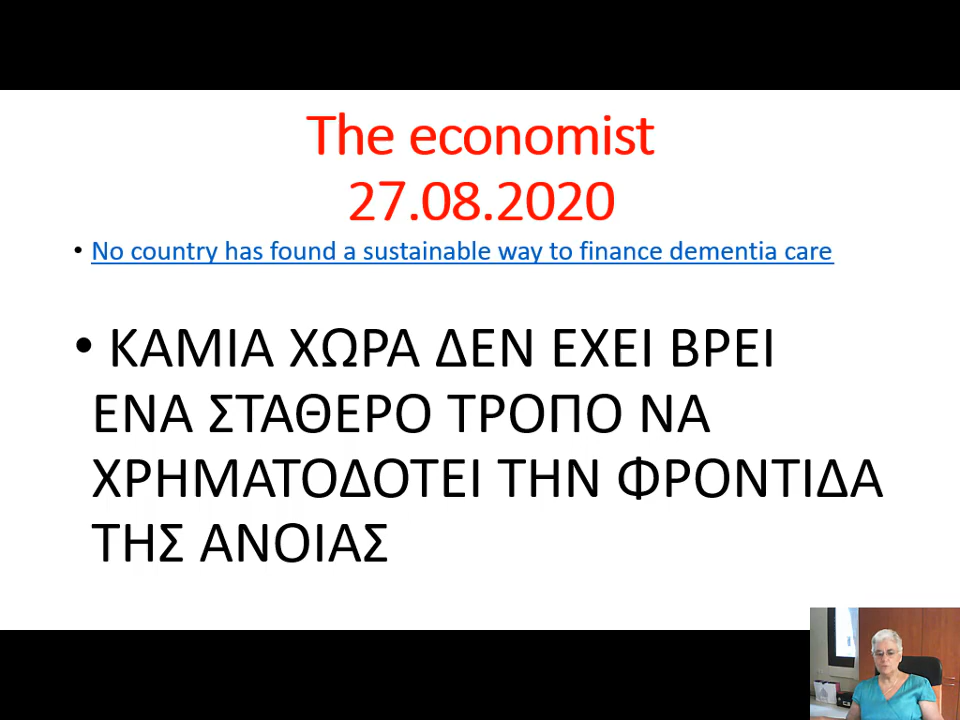 The economist
27.08.2020
• No country has found a sustainable way to finance dementia care
• ΚΑΜΙΑ ΧΩΡΑ ΔΕΝ ΕΧΕΙ ΒΡΕΙ
ΕΝΑ ΣΤΑΘΕΡΟ ΤΡΟΠΟ ΝΑ
ΧΡΗΜΑΤΟΔΟΤΕΙ ΤΗΝ ΦΡΟΝΤΙΔΑ
ΤΗΣ ΑΝΟΙΑΣ